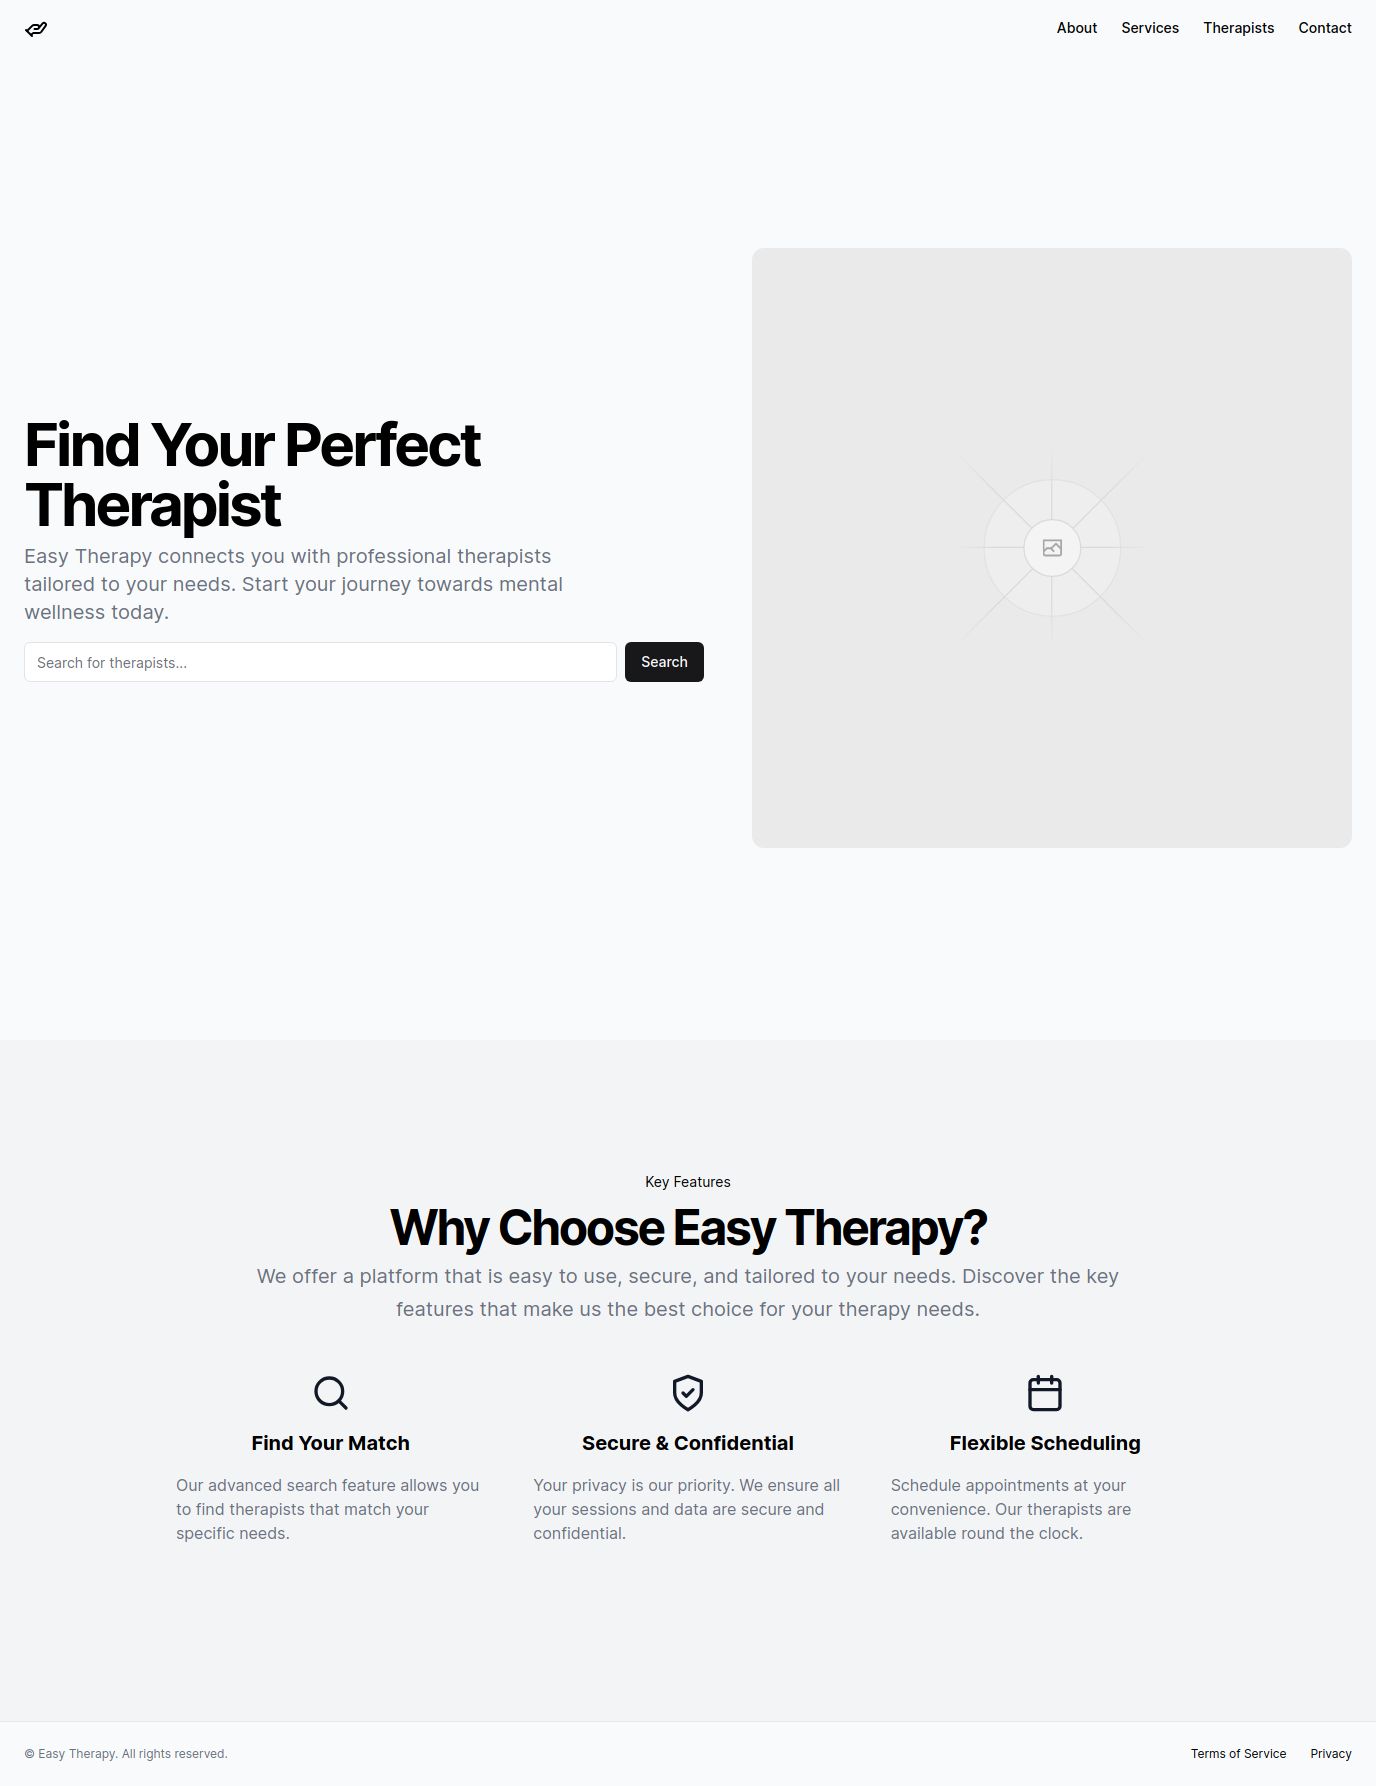 About
Services
Therapists
Contact
Find Your Perfect
Therapist
Easy Therapy connects you with professional therapists
tailored to your needs. Start your journey towards mental
wellness today.
Search for therapists...
Search
Key Features
Why Choose Easy Therapy?
We offer a platform that is easy to use, secure, and tailored to your needs. Discover the key
features that make us the best choice for your therapy needs.
Find Your Match
Our advanced search feature allows you
to find therapists that match your
specific needs.
Secure & Confidential
Your privacy is our priority. We ensure all
your sessions and data are secure and
confidential.
Flexible Scheduling
Schedule appointments at your
convenience. Our therapists are
available round the clock.
© Easy Therapy. All rights reserved.
Terms of Service
Privacy